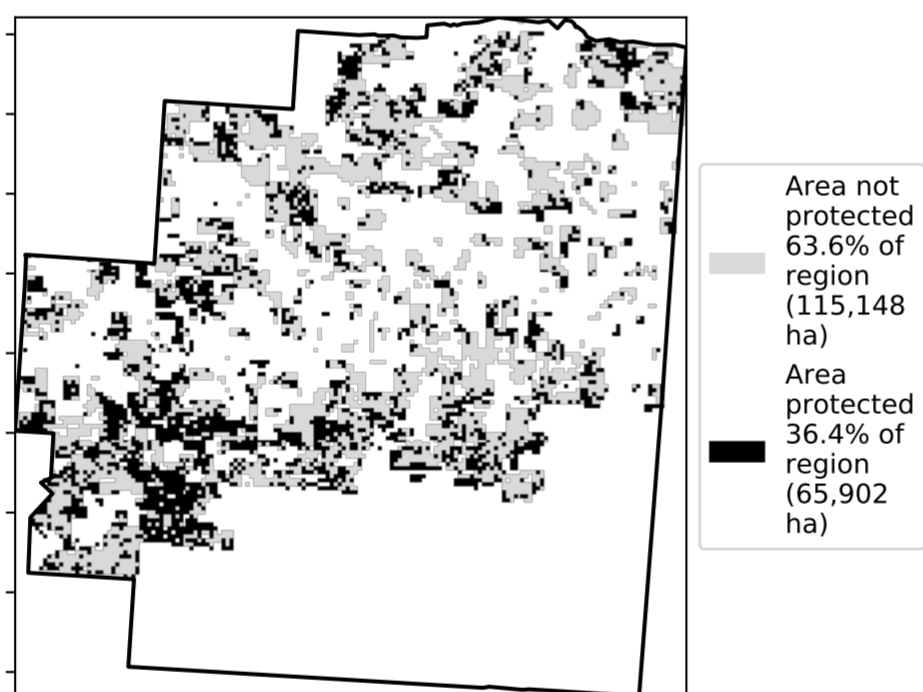 Area not
protected
63.6% of
region
(115,148
ha)
Area
protected
36.4% of
region
(65,902
ha)